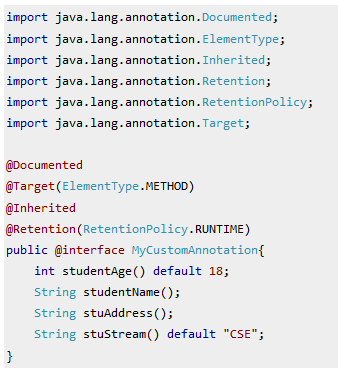 import java.lang.annotation.Documented;
import java.lang.annotation.ElementType;
import java.lang.annotation.Inherited;
import java.lang.annotation.Retention;
import java.lang.annotation.RetentionPolicy;
import java.lang.annotation.Target;

@Documented
@Target(ElementType.METHOD)
@Inherited
@Retention(RetentionPolicy.RUNTIME)
public @interface MyCustomAnnotation{
    int studentAge() default 18;
    String studentName();
    String stuAddress();
    String stuStream() default "CSE";
}